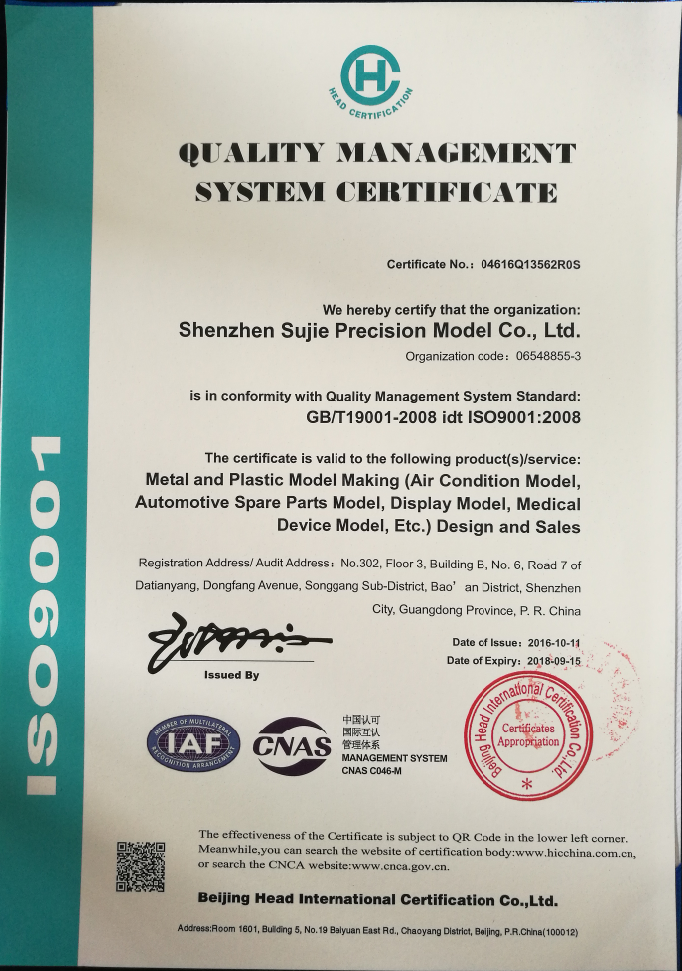 HEAD CERTIFICATION
QUALITY MANAGEMENT
SYSTEM CERTIFICATE
Certificate No.: 04616Q13562R0S
We hereby certify that the organization:
Shenzhen Sujie Precision Model Co., Ltd.
Organization code: 06548855-3
is in conformity with Quality Management System Standard:
GB/T19001-2008 idt ISO9001:2008
The certificate is valid to the following product(s)/service:
Metal and Plastic Model Making (Air Condition Model,
Automotive Spare Parts Model, Display Model, Medical
Device Model, Etc.) Design and Sales
Registration Address/ Audit Address: No.302, Floor 3, Building E, No. 6, Road 7 of
Datianyang, Dongfang Avenue, Songgang Sub-District, Bao' an District, Shenzhen
City, Guangdong Province, P. R. China
Date of Issue: 2016-10-11
Date of Expiry: 2018-09-15
Issued By
ISO9001
MEMBER OF MULTILATERAL
IAF
RECOGNITION ARRANGEMENT
CNAS
中国认可
国际互认
管理体系
MANAGEMENT SYSTEM
CNAS C046-M
Beijing Head International Certification Co.,Ltd.
Certificates
Appropriation
The effectiveness of the Certificate is subject to QR Code in the lower left corner.
Meanwhile,you can search the website of certification body:www.hicchina.com.cn,
or search the CNCA website:www.cnca.gov.cn.
Beijing Head International Certification Co.,Ltd.
Address:Room 1601, Building 5, No.19 Baiyuan East Rd., Chaoyang District, Beijing, P.R.China(100012)